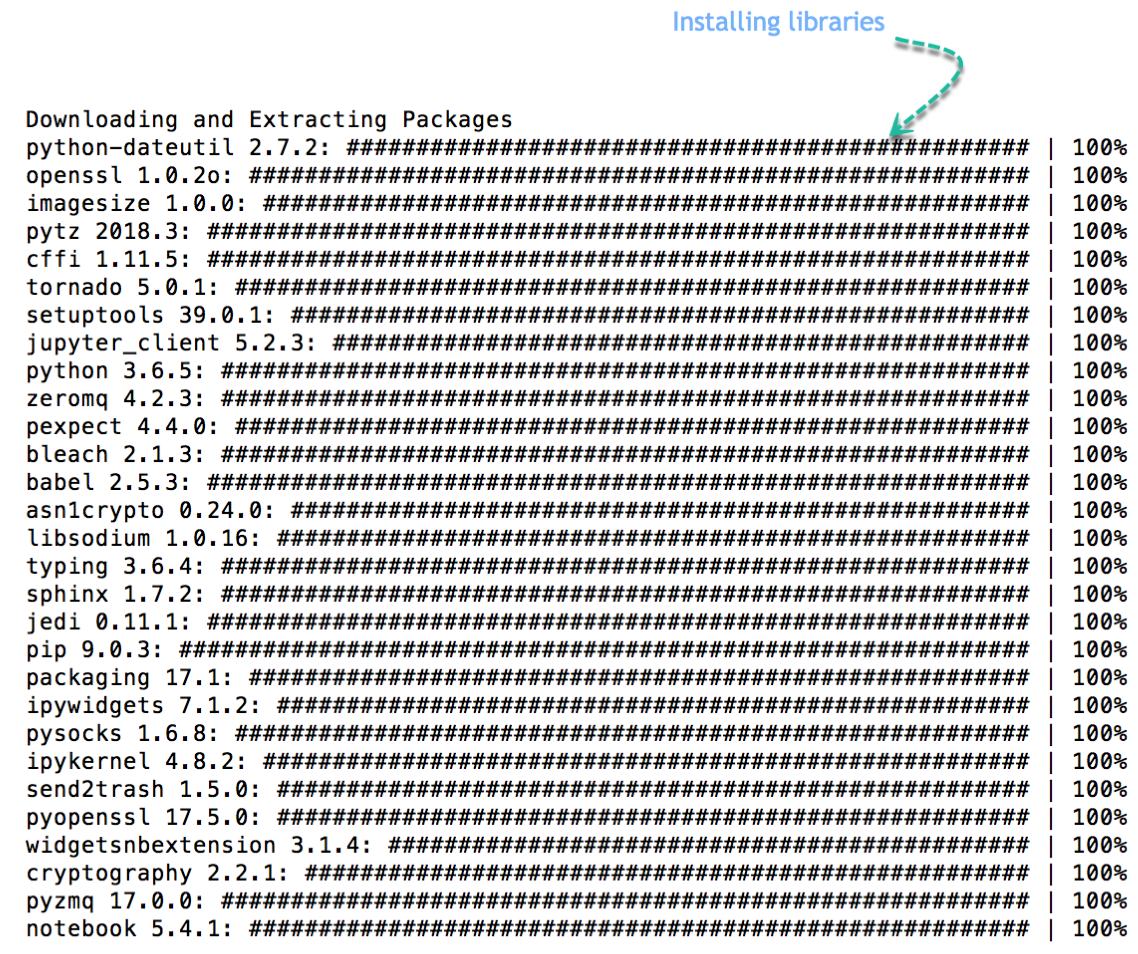 Installing libraries
Downloading and Extracting Packages
python-dateutil 2.7.2: ################################################# | 100%
openssl 1.0.2o: ######################################################## | 100%
imagesize 1.0.0: ####################################################### | 100%
pytz 2018.3: ########################################################### | 100%
cffi 1.11.5: ########################################################### | 100%
tornado 5.0.1: ######################################################### | 100%
setuptools 39.0.1: ##################################################### | 100%
jupyter_client 5.2.3: ################################################## | 100%
python 3.6.5: ########################################################## | 100%
zeromq 4.2.3: ########################################################## | 100%
pexpect 4.4.0: ######################################################### | 100%
bleach 2.1.3: ########################################################## | 100%
babel 2.5.3: ########################################################### | 100%
asn1crypto 0.24.0: ##################################################### | 100%
libsodium 1.0.16: ###################################################### | 100%
typing 3.6.4: ########################################################## | 100%
sphinx 1.7.2: ########################################################## | 100%
jedi 0.11.1: ########################################################### | 100%
pip 9.0.3: ############################################################# | 100%
packaging 17.1: ######################################################## | 100%
ipywidgets 7.1.2: ###################################################### | 100%
pysocks 1.6.8: ######################################################### | 100%
ipykernel 4.8.2: ####################################################### | 100%
send2trash 1.5.0: ###################################################### | 100%
pyopenssl 17.5.0: ###################################################### | 100%
widgetsnbextension 3.1.4: ############################################## | 100%
cryptography 2.2.1: #################################################### | 100%
pyzmq 17.0.0: ########################################################## | 100%
notebook 5.4.1: ######################################################## | 100%